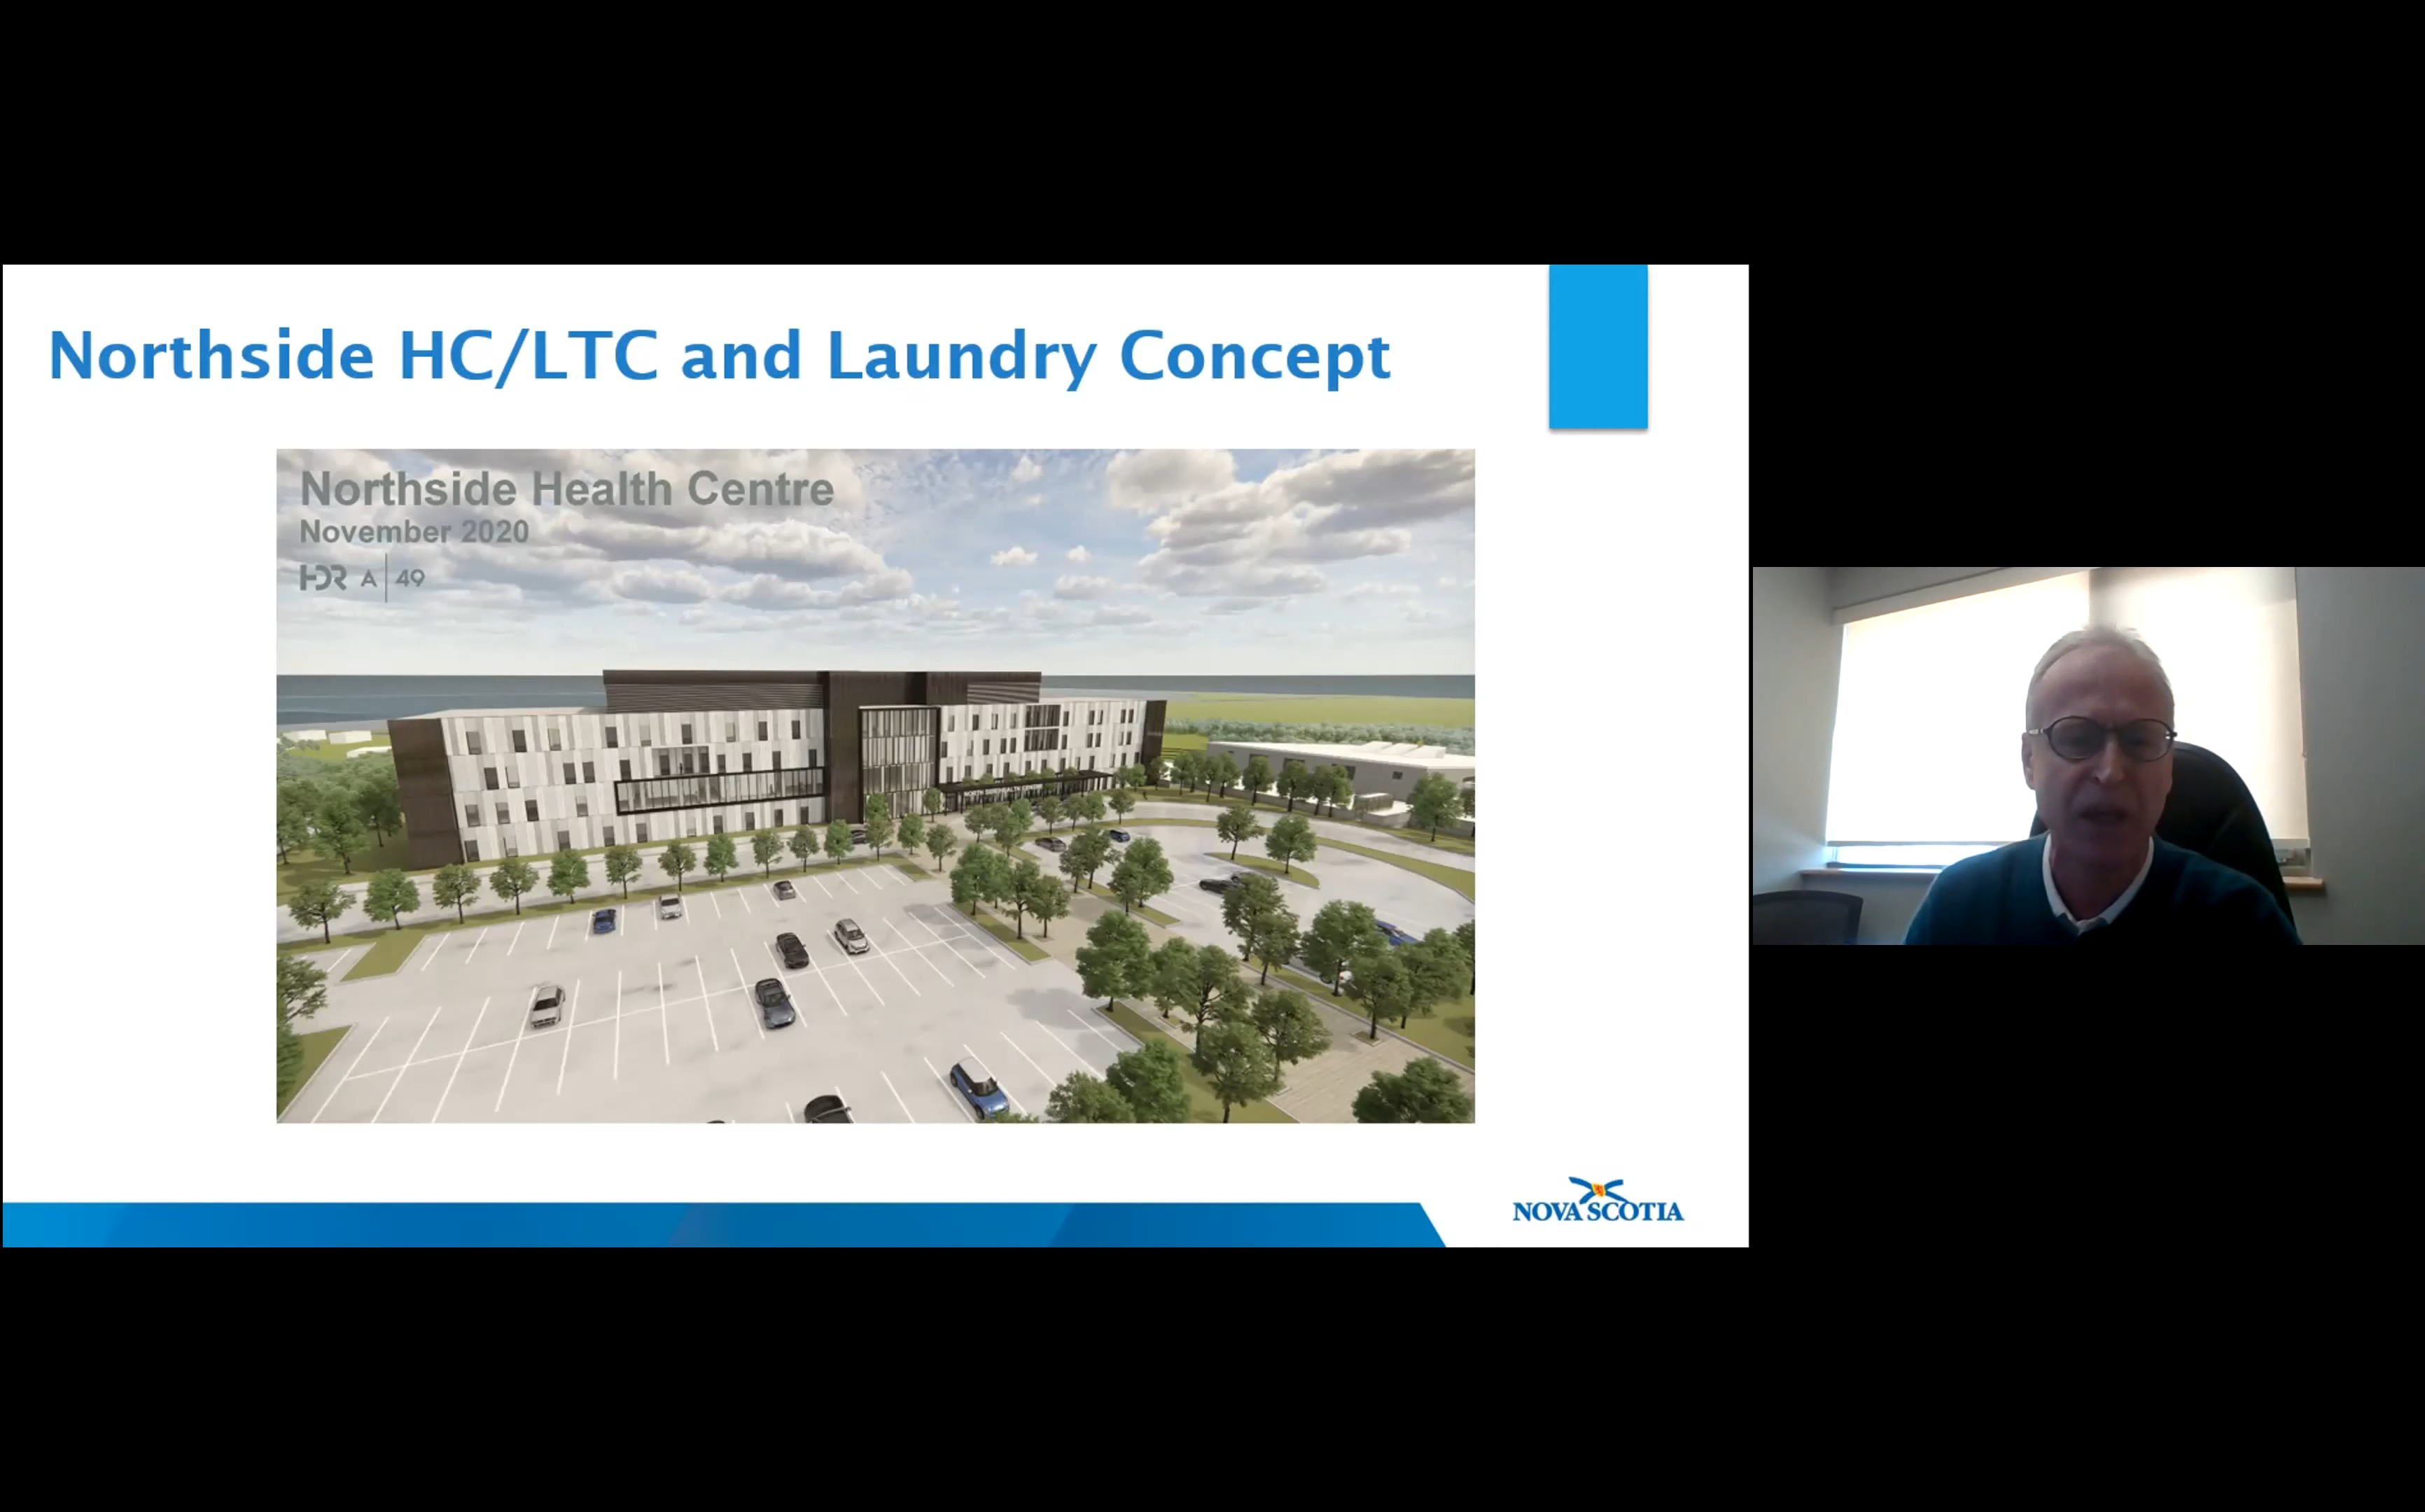 Northside HC/LTC and Laundry Concept
Northside Health Centre
November 2020
HDR A | 49
NOVA SCOTIA